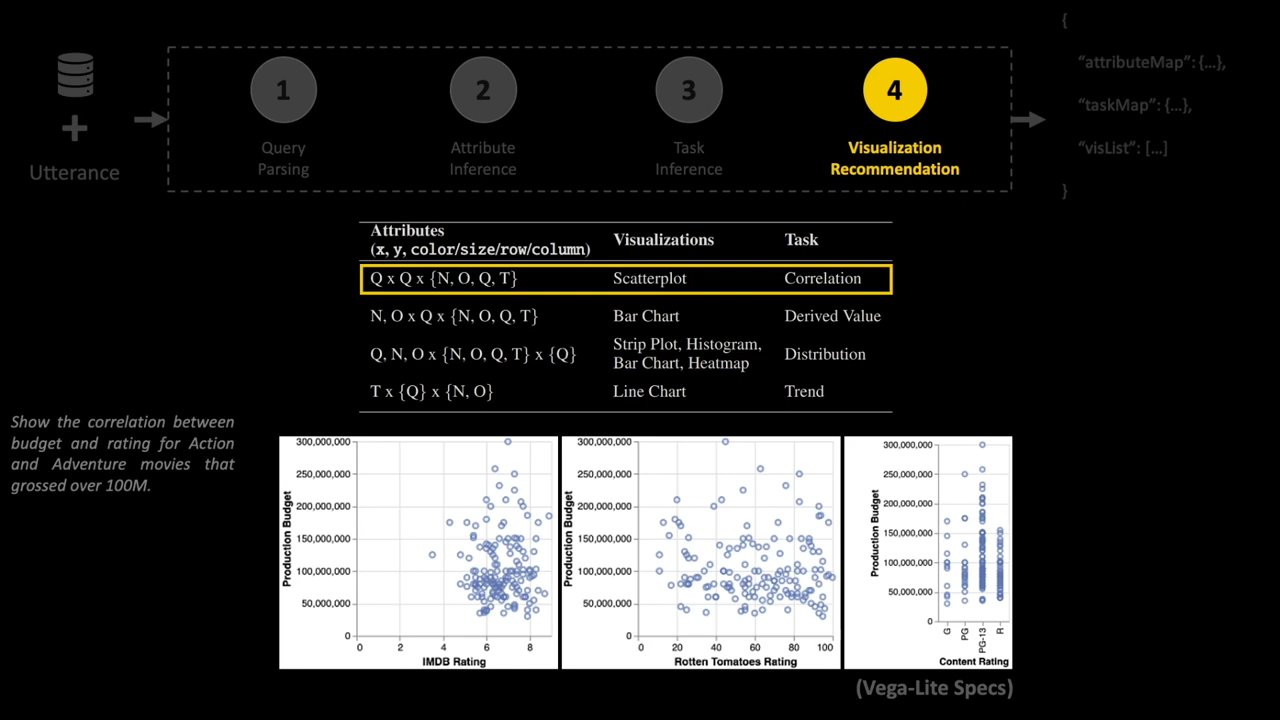 {
"attributeMap": {…},
"taskMap": {…},
"visList": […]
}
Utterance
1
2
3
4
Query
Parsing
Attribute
Inference
Task
Inference
Visualization
Recommendation
Attributes
(x, y, color/size/row/column)
Visualizations
Task
Q x Q x {N, O, Q, T}
Scatterplot
Correlation
N, O x Q x {N, O, Q, T}
Bar Chart
Derived Value
Q, N, O x {N, O, Q, T} x {Q}
Strip Plot, Histogram,
Bar Chart, Heatmap
Distribution
T x {Q} x {N, O}
Line Chart
Trend
Show the correlation between
budget and rating for Action
and Adventure movies that
grossed over 100M.
300,000,000
250,000,000
200,000,000
150,000,000
100,000,000
50,000,000
0
Production Budget
0 2 4 6 8
IMDB Rating
300,000,000
250,000,000
200,000,000
150,000,000
100,000,000
50,000,000
0
Production Budget
0 20 40 60 80 100
Rotten Tomatoes Rating
300,000,000
250,000,000
200,000,000
150,000,000
100,000,000
50,000,000
0
Production Budget
G PG PG-13 R
Content Rating
(Vega-Lite Specs)